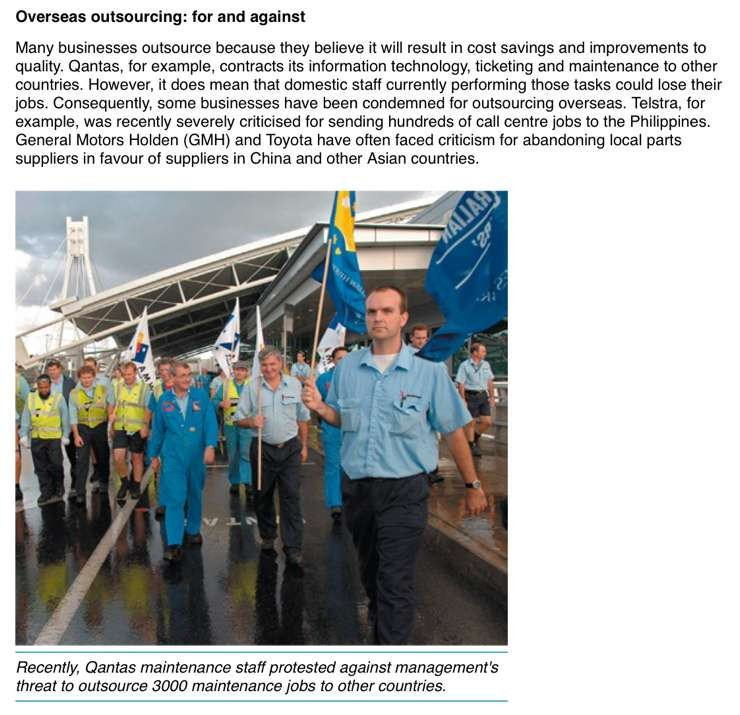 Overseas outsourcing: for and against
Many businesses outsource because they believe it will result in cost savings and improvements to
quality. Qantas, for example, contracts its information technology, ticketing and maintenance to other
countries. However, it does mean that domestic staff currently performing those tasks could lose their
jobs. Consequently, some businesses have been condemned for outsourcing overseas. Telstra, for
example, was recently severely criticised for sending hundreds of call centre jobs to the Philippines.
General Motors Holden (GMH) and Toyota have often faced criticism for abandoning local parts
suppliers in favour of suppliers in China and other Asian countries.
Recently, Qantas maintenance staff protested against management's
threat to outsource 3000 maintenance jobs to other countries.